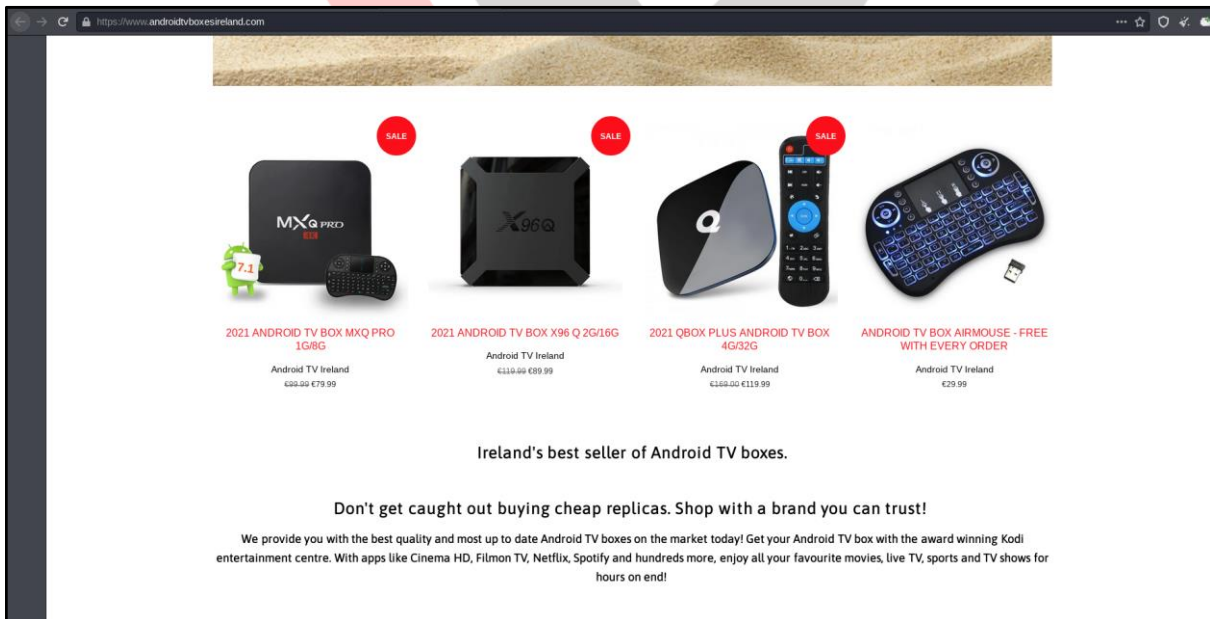 https://www.androidtvboxesireland.com
SALE
SALE
SALE
MXQ PRO
7.1
X96Q
Q
2021 ANDROID TV BOX MXQ PRO
1G/8G
Android TV Ireland
€99.99 €79.99
2021 ANDROID TV BOX X96 Q 2G/16G
Android TV Ireland
€119.99 €89.99
2021 QBOX PLUS ANDROID TV BOX
4G/32G
Android TV Ireland
€169.00 €119.99
ANDROID TV BOX AIRMOUSE - FREE
WITH EVERY ORDER
Android TV Ireland
€29.99
Ireland's best seller of Android TV boxes.
Don't get caught out buying cheap replicas. Shop with a brand you can trust!
We provide you with the best quality and most up to date Android TV boxes on the market today! Get your Android TV box with the award winning Kodi
entertainment centre. With apps like Cinema HD, Filmon TV, Netflix, Spotify and hundreds more, enjoy all your favourite movies, live TV, sports and TV shows for
hours on end!